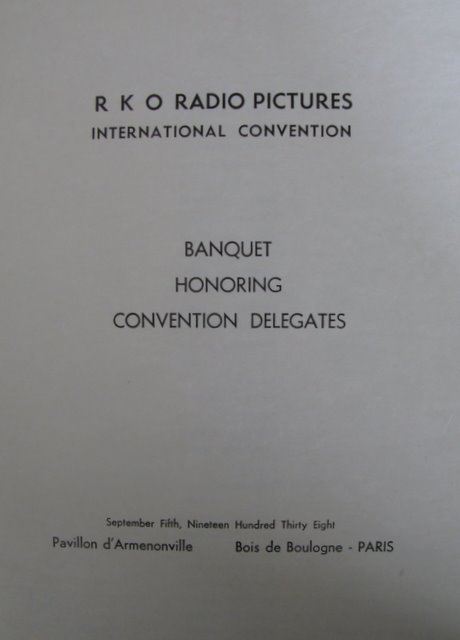 R K O RADIO PICTURES
INTERNATIONAL CONVENTION
BANQUET
HONORING
CONVENTION DELEGATES
September Fifth, Nineteen Hundred Thirty Eight
Pavillon d'Armenonville Bois de Boulogne - PARIS